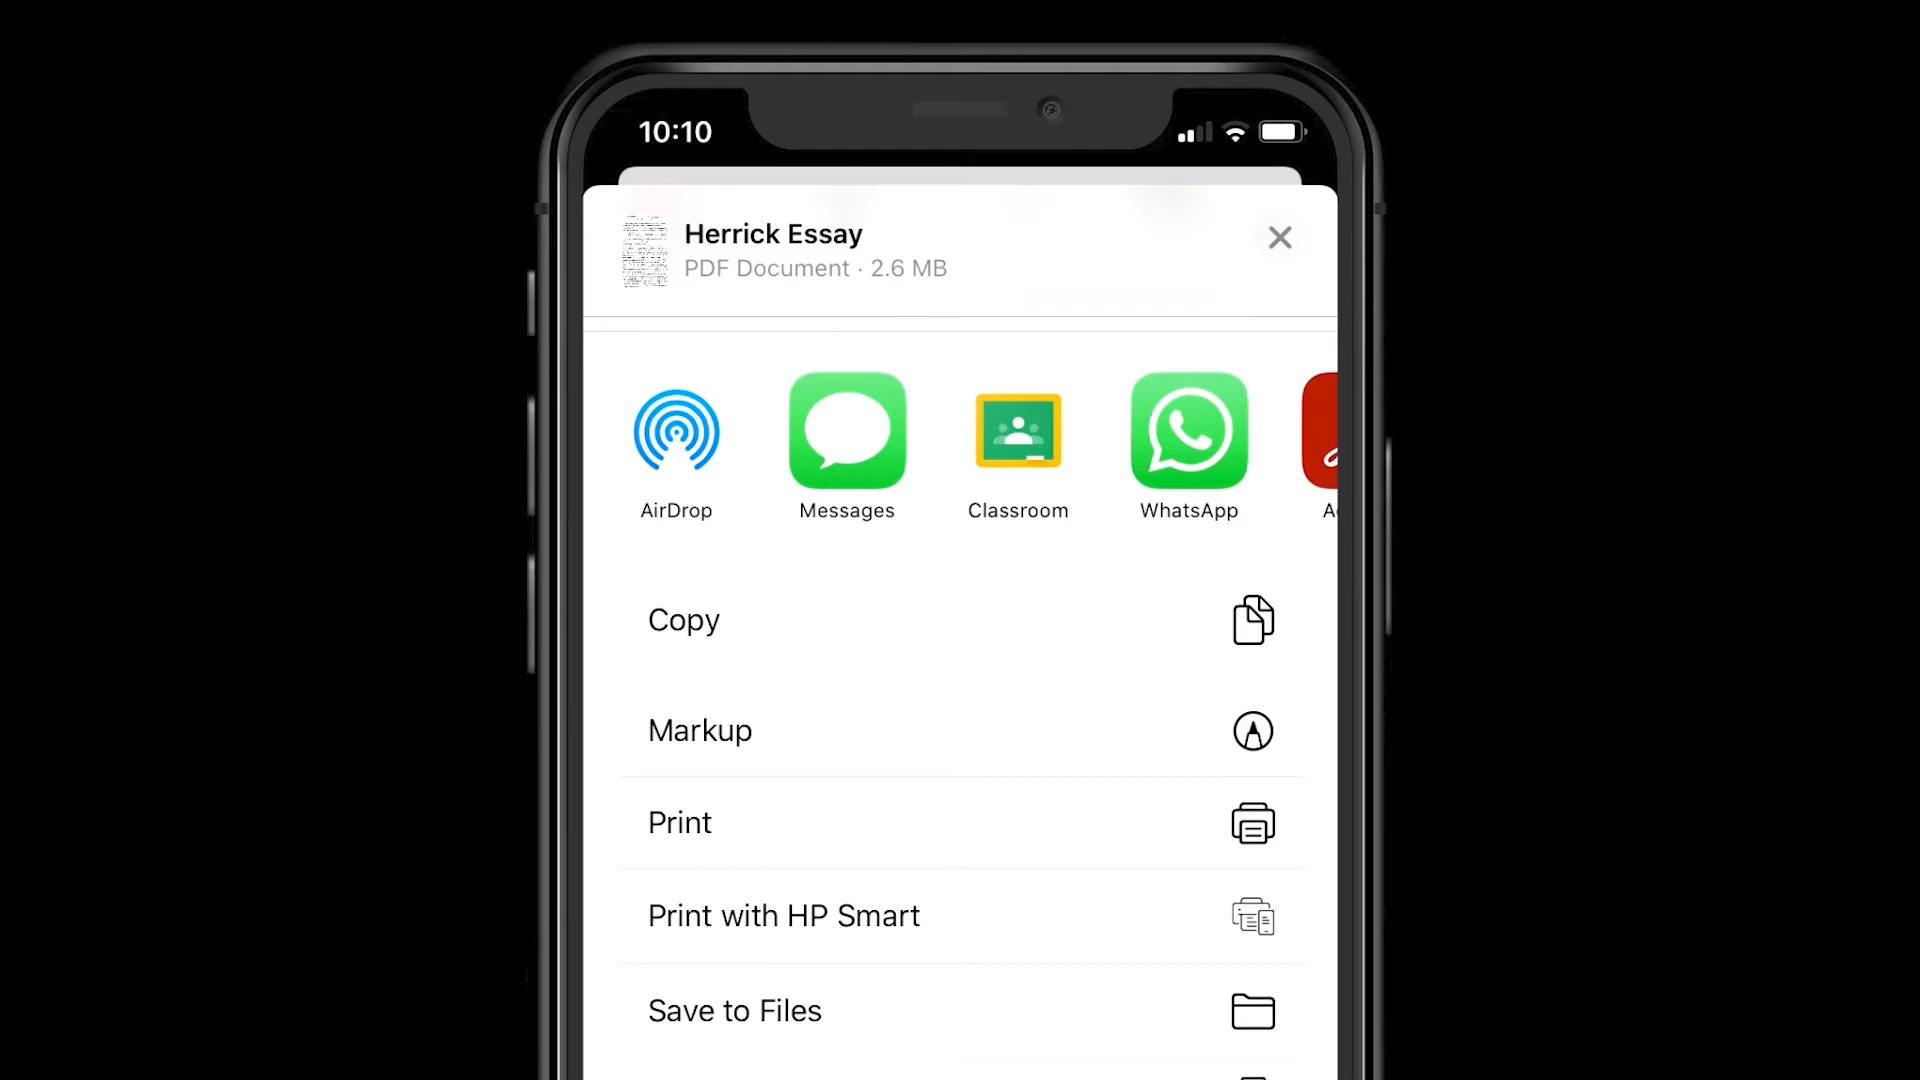 10:10
Herrick Essay
PDF Document · 2.6 MB
AirDrop
Messages
Classroom
WhatsApp
Copy
Markup
Print
Print with HP Smart
Save to Files